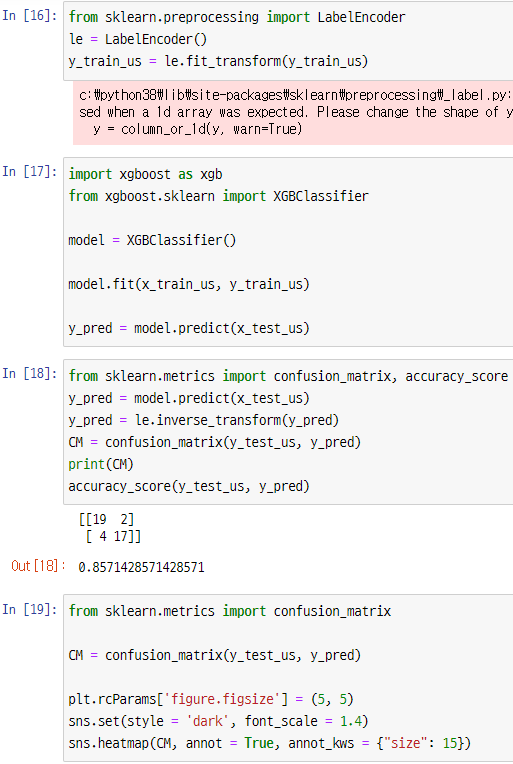 In [16]:
from sklearn.preprocessing import LabelEncoder
le = LabelEncoder()
y_train_us = le.fit_transform(y_train_us)
c:\python38\lib\site-packages\sklearn\preprocessing\_label.py:
sed when a 1d array was expected. Please change the shape of y
y = column_or_1d(y, warn=True)
In [17]:
import xgboost as xgb
from xgboost.sklearn import XGBClassifier
model = XGBClassifier()
model.fit(x_train_us, y_train_us)
y_pred = model.predict(x_test_us)
In [18]:
from sklearn.metrics import confusion_matrix, accuracy_score
y_pred = model.predict(x_test_us)
y_pred = le.inverse_transform(y_pred)
CM = confusion_matrix(y_test_us, y_pred)
print(CM)
accuracy_score(y_test_us, y_pred)
[[19 2]
[ 4 17]]
Out[18]: 0.8571428571428571
In [19]:
from sklearn.metrics import confusion_matrix
CM = confusion_matrix(y_test_us, y_pred)
plt.rcParams['figure.figsize'] = (5, 5)
sns.set(style = 'dark', font_scale = 1.4)
sns.heatmap(CM, annot = True, annot_kws = {"size": 15})